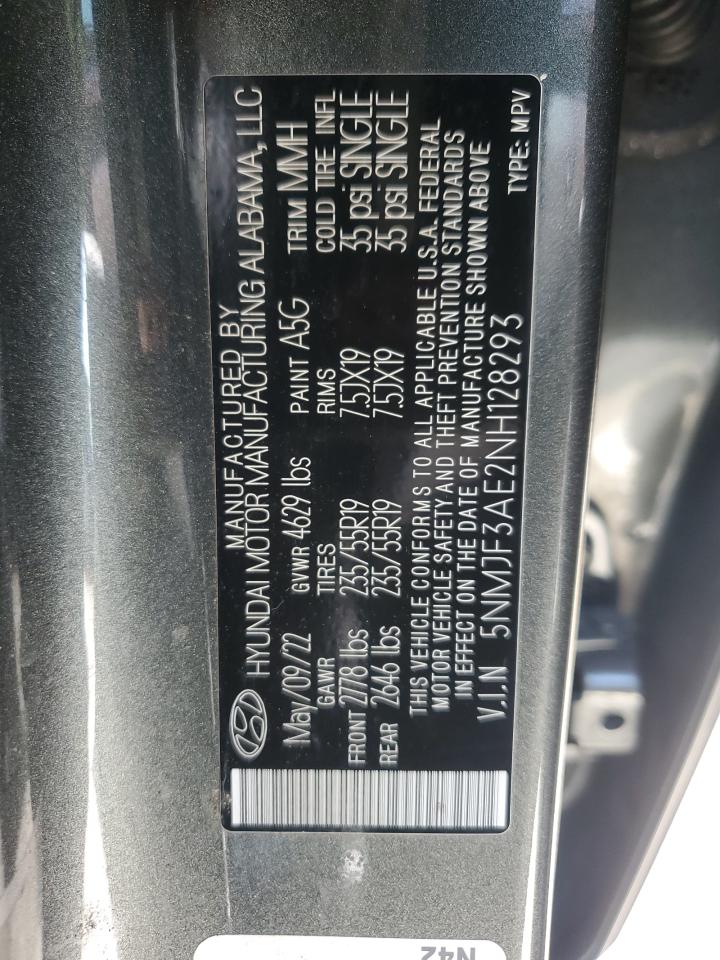 MANUFACTURED BY
HYUNDAI MOTOR MANUFACTURING ALABAMA, LLC
May/09/22 GVWR 4629 lbs PAINT A5G TRIM MMH
GAWR TIRES RIMS COLD TIRE INFL
FRONT 2778 lbs 235/55R19 7.5JX19 35 psi SINGLE
REAR 2646 lbs 235/55R19 7.5JX19 35 psi SINGLE
THIS VEHICLE CONFORMS TO ALL APPLICABLE U.S.A. FEDERAL
MOTOR VEHICLE SAFETY AND THEFT PREVENTION STANDARDS
IN EFFECT ON THE DATE OF MANUFACTURE SHOWN ABOVE
V.I.N 5NMJF3AE2NH128293 TYPE: MPV
N42